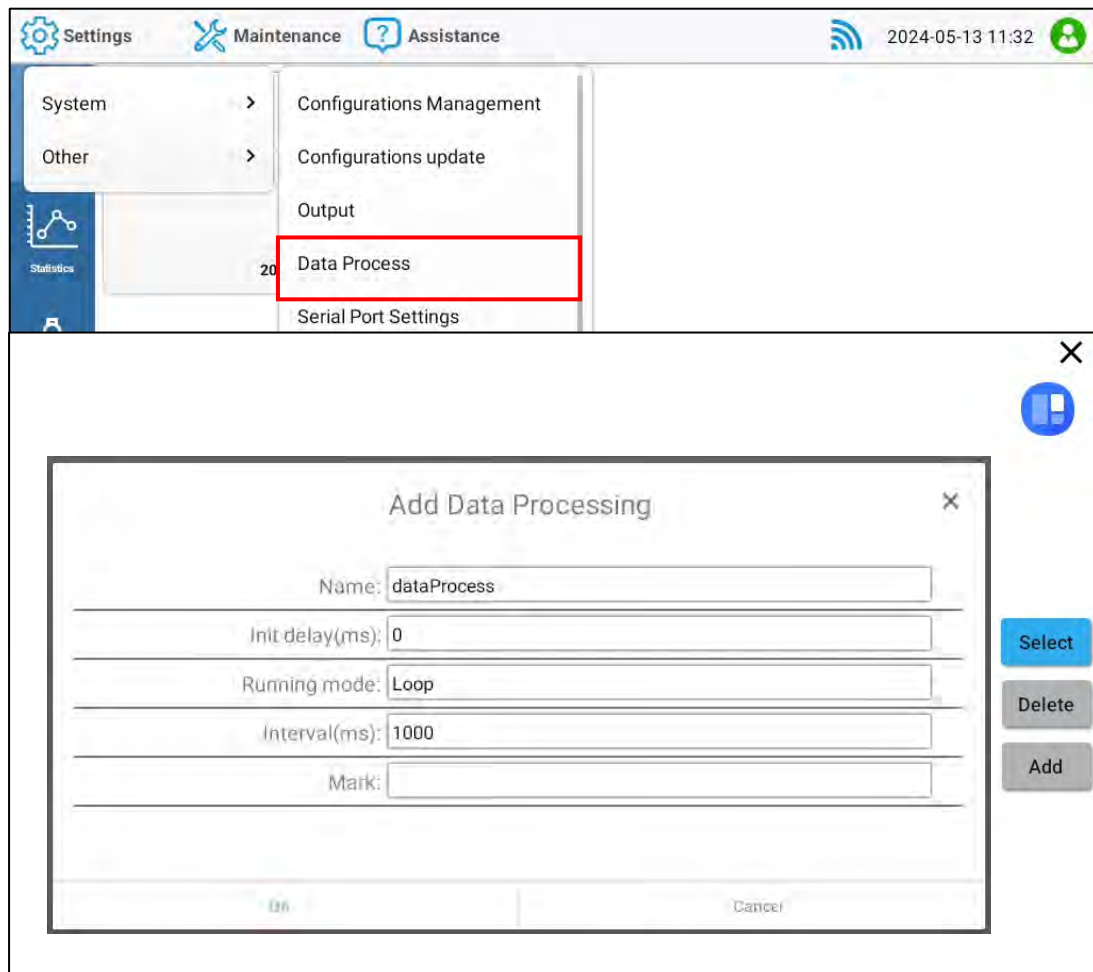 Settings Maintenance ? Assistance 2024-05-13 11:32
System > Configurations Management
Other > Configurations update
Output
Statistics
20 Data Process
Serial Port Settings
Add Data Processing
Name: dataProcess
Init delay(ms): 0
Select
Running mode: Loop
Delete
Interval(ms): 1000
Add
Mark:
Cancel